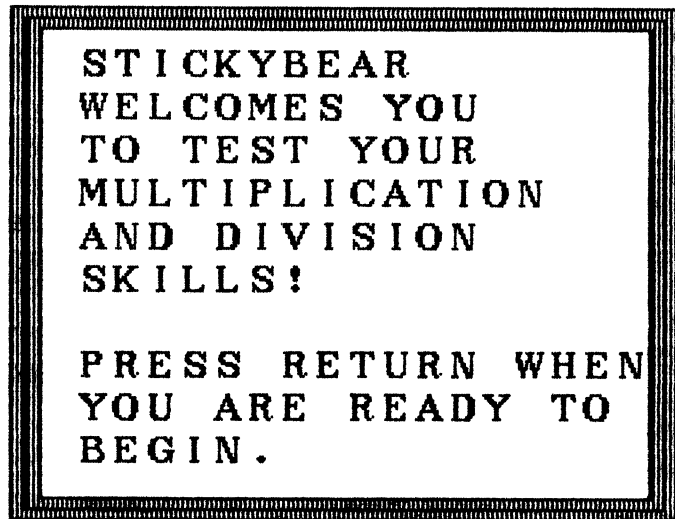 STICKYBEAR
WELCOMES YOU
TO TEST YOUR
MULTIPLICATION
AND DIVISION
SKILLS!
PRESS RETURN WHEN
YOU ARE READY TO
BEGIN.